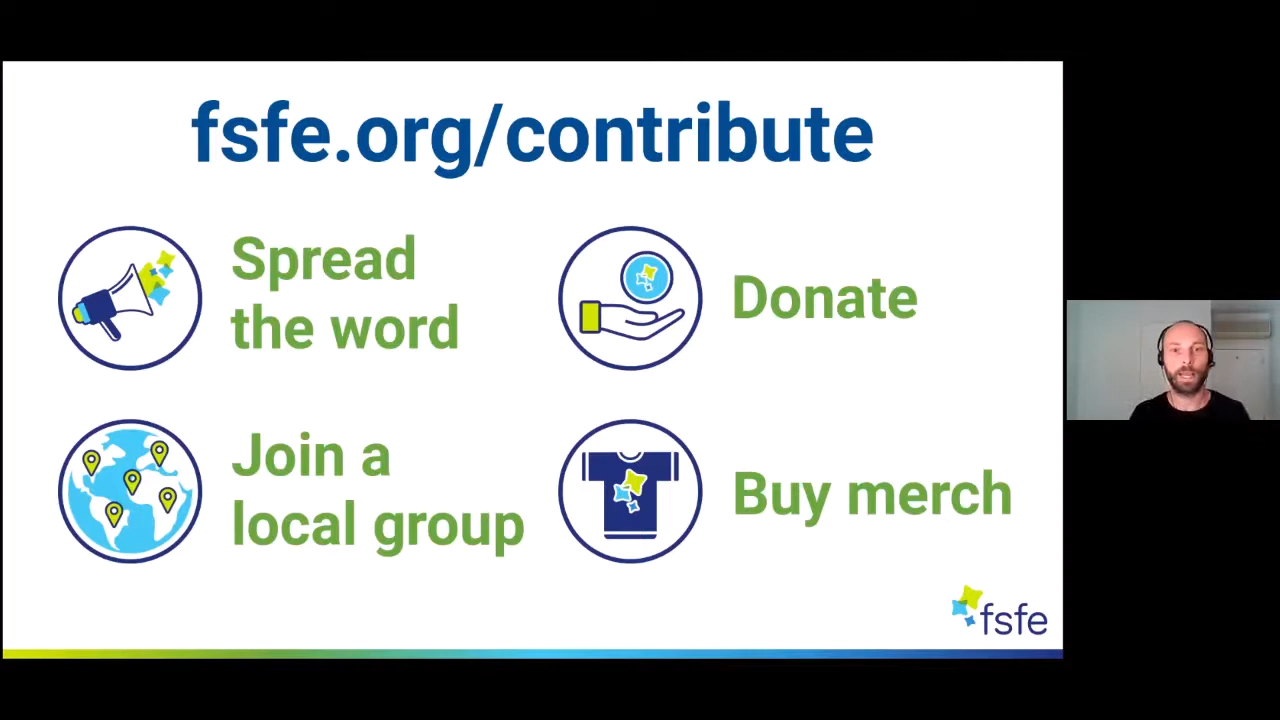 fsfe.org/contribute
Spread
the word
Donate
Join a
local group
Buy merch
fsfe